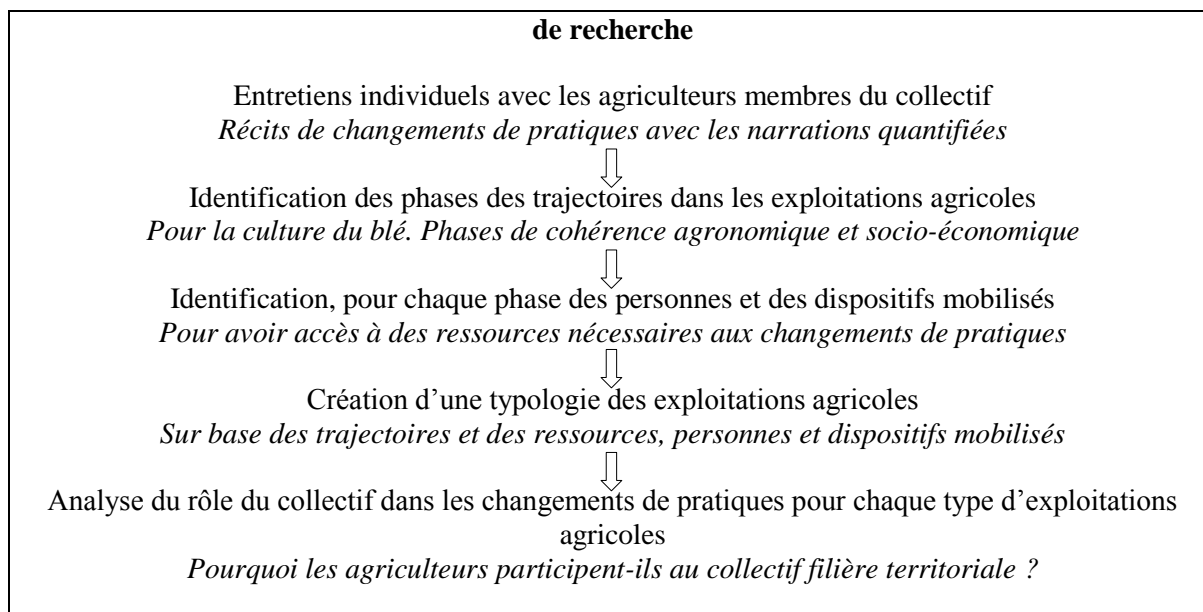 de recherche
Entretiens individuels avec les agriculteurs membres du collectif
Récits de changements de pratiques avec les narrations quantifiées
Identification des phases des trajectoires dans les exploitations agricoles
Pour la culture du blé. Phases de cohérence agronomique et socio-économique
Identification, pour chaque phase des personnes et des dispositifs mobilisés
Pour avoir accès à des ressources nécessaires aux changements de pratiques
Création d’une typologie des exploitations agricoles
Sur base des trajectoires et des ressources, personnes et dispositifs mobilisés
Analyse du rôle du collectif dans les changements de pratiques pour chaque type d’exploitations
agricoles
Pourquoi les agriculteurs participent-ils au collectif filière territoriale ?